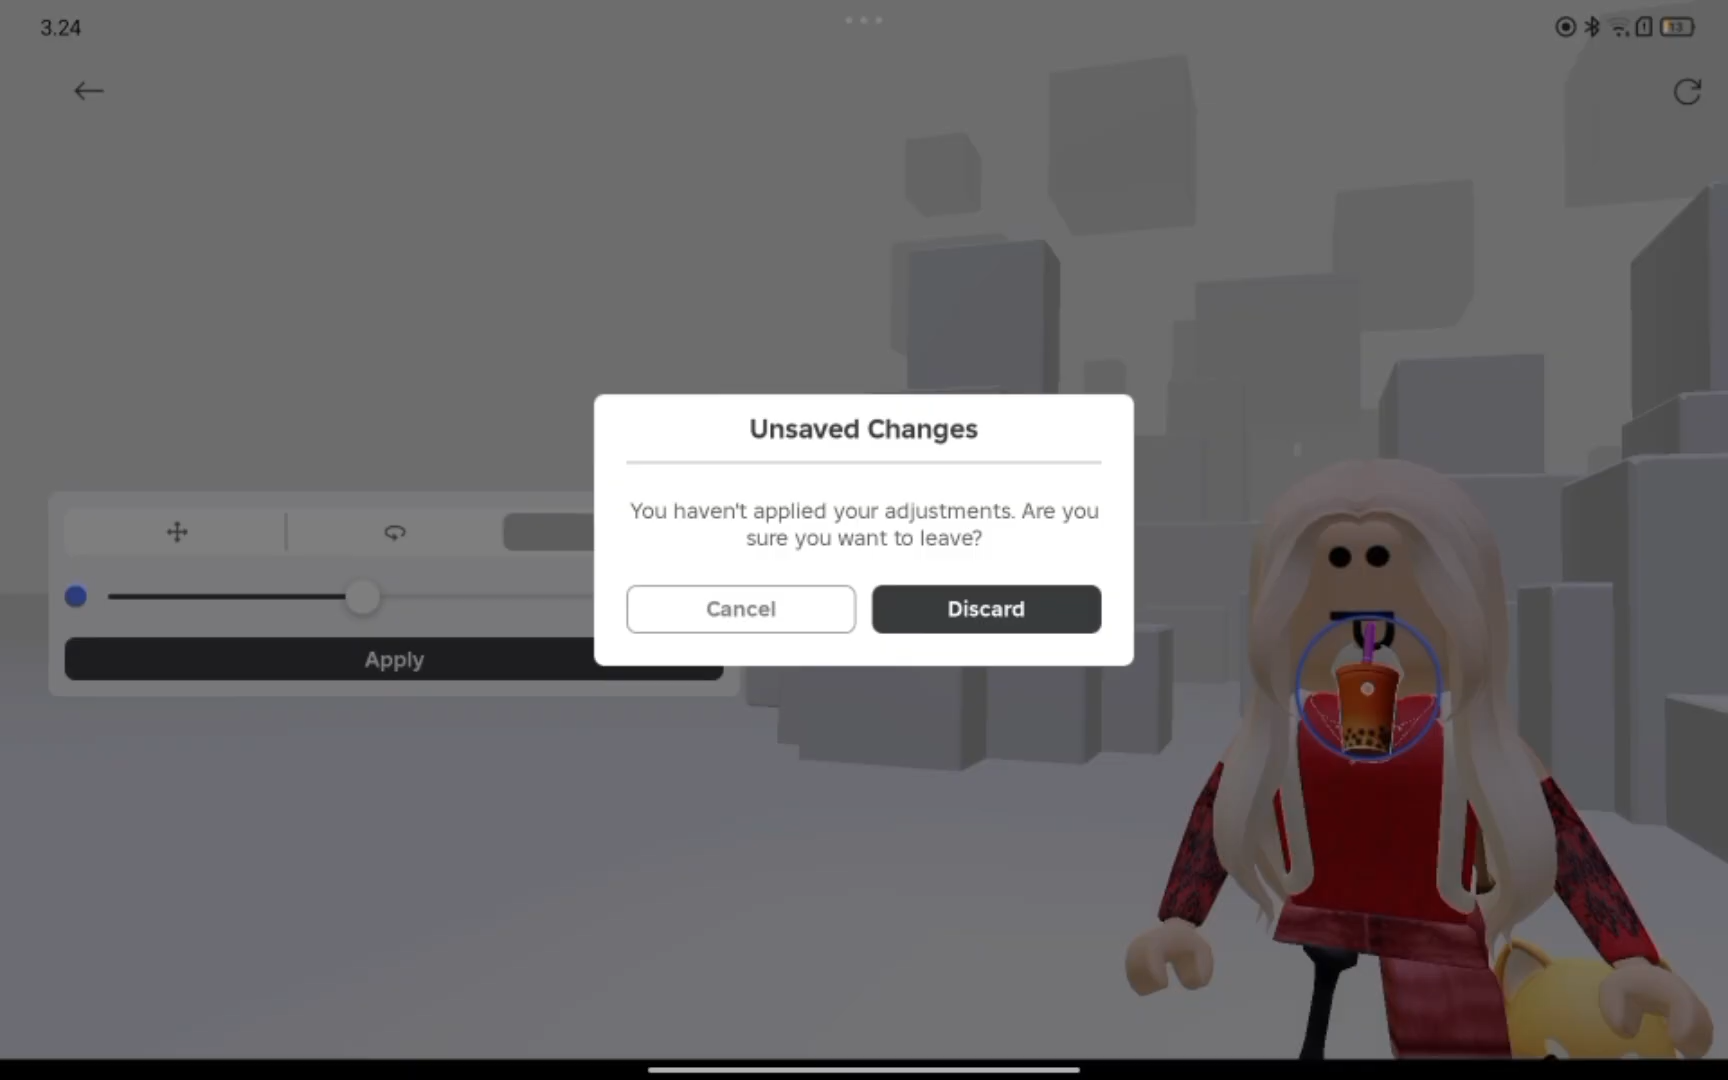 3.24
13
Unsaved Changes
You haven't applied your adjustments. Are you
sure you want to leave?
Cancel
Discard
Apply